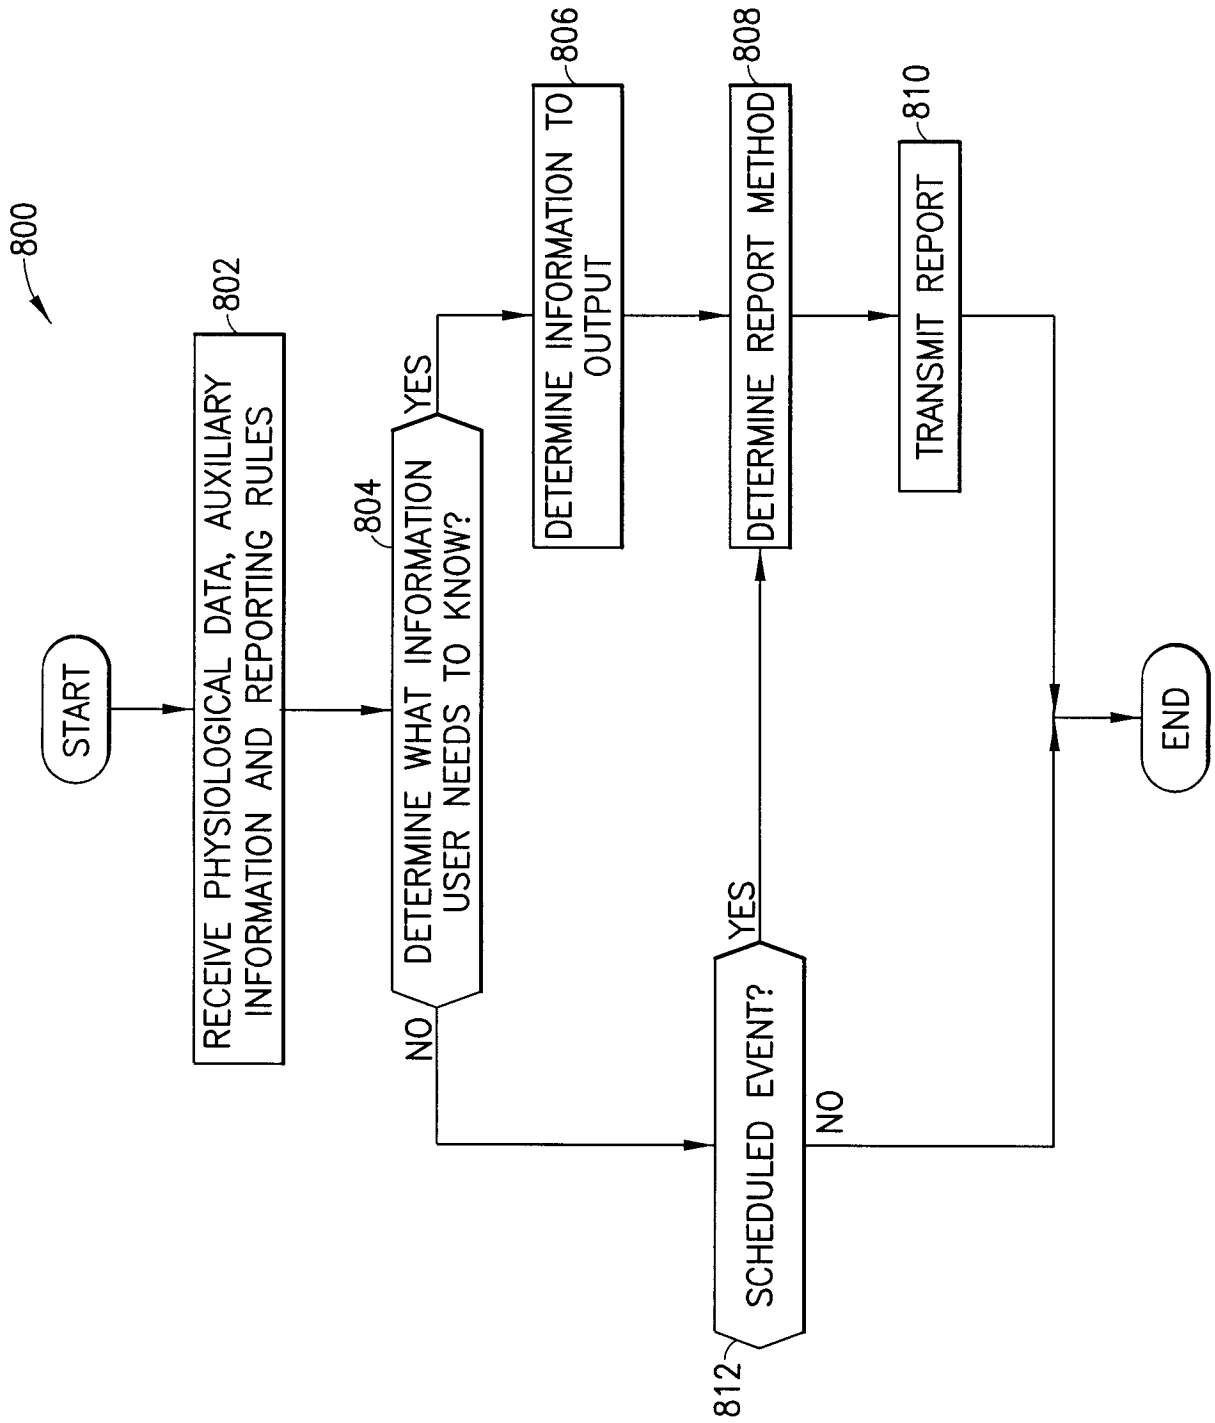 800
START
802
RECEIVE PHYSIOLOGICAL DATA, AUXILIARY
INFORMATION AND REPORTING RULES
804
DETERMINE WHAT INFORMATION
USER NEEDS TO KNOW?
YES
NO
806
DETERMINE INFORMATION TO
OUTPUT
812
SCHEDULED EVENT?
YES
NO
808
DETERMINE REPORT METHOD
810
TRANSMIT REPORT
END